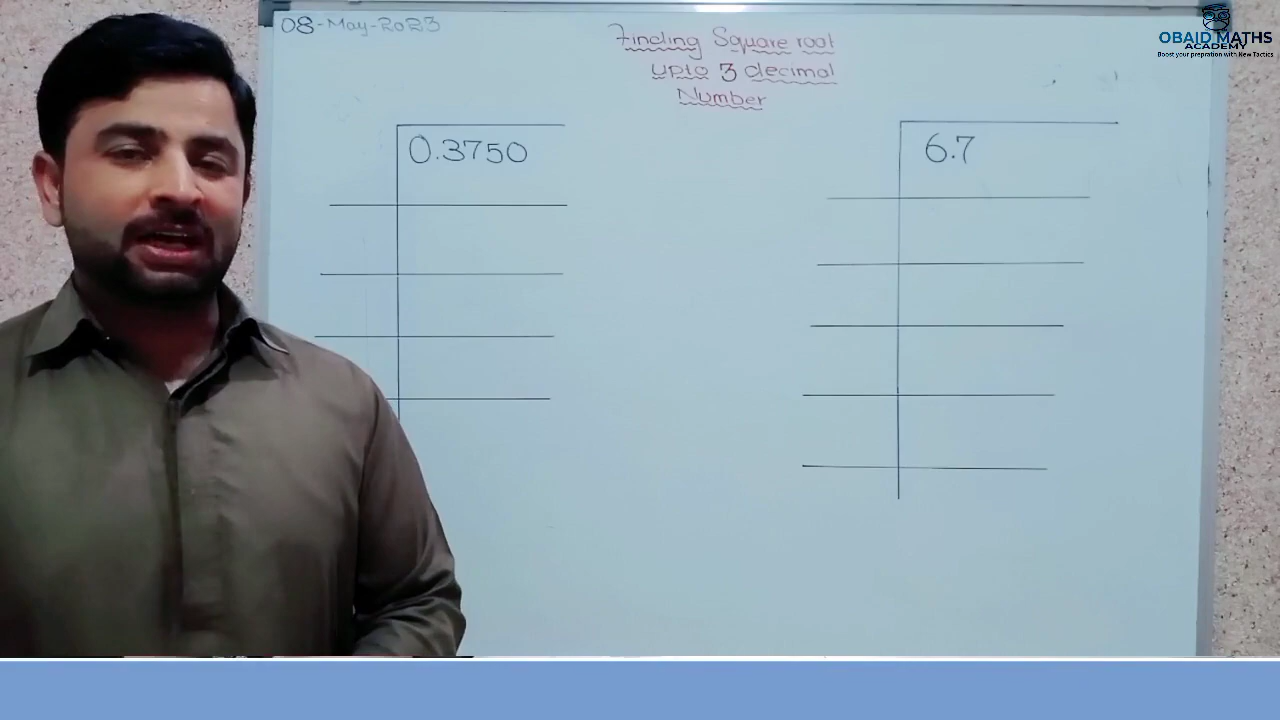 08-May-2023
Finding Square root
upto 3 decimal
Number
OBAID MATHS
ACADEMY
Boost your prepration with New Tactics
0.3750
6.7